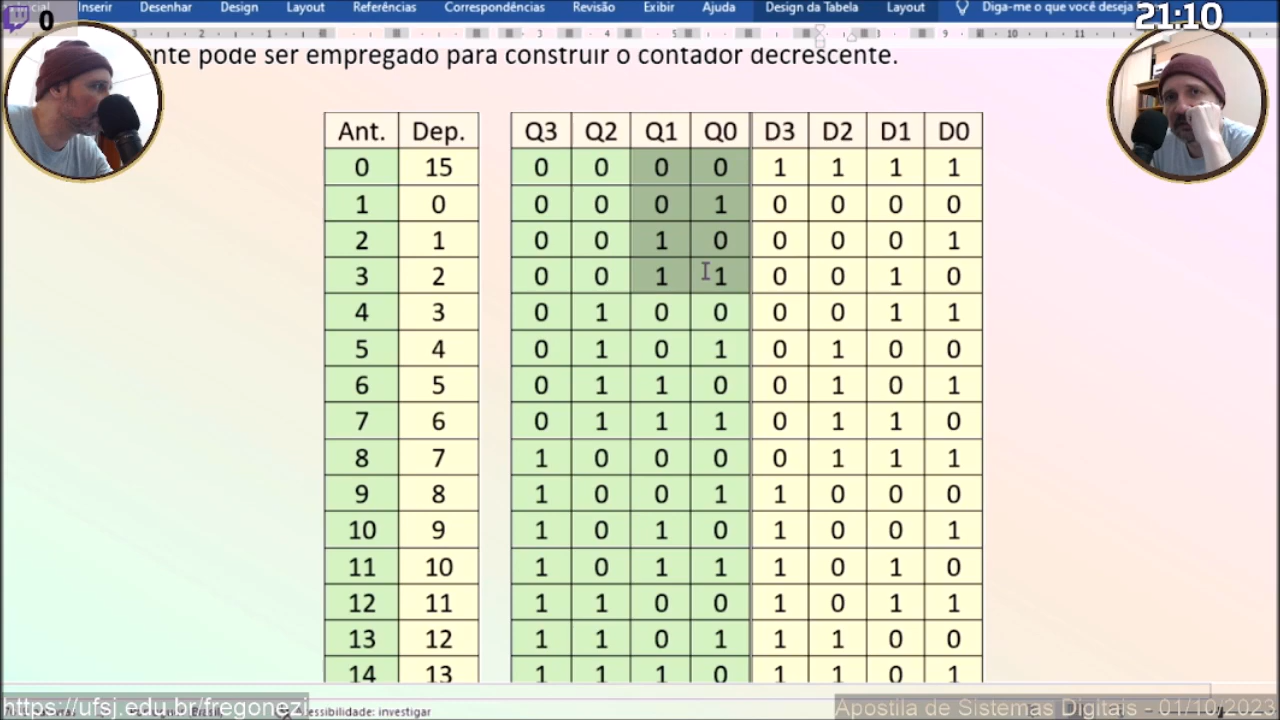 0
Inserir Desenhar Design Layout Referências Correspondências Revisão Exibir Ajuda Design da Tabela Layout Diga-me o que você deseja
21:10
nte pode ser empregado para construir o contador decrescente.
Ant. Dep. Q3 Q2 Q1 Q0 D3 D2 D1 D0
0 15 0 0 0 0 1 1 1 1
1 0 0 0 0 1 0 0 0 0
2 1 0 0 1 0 0 0 0 1
3 2 0 0 1 1 0 0 1 0
4 3 0 1 0 0 0 0 1 1
5 4 0 1 0 1 0 1 0 0
6 5 0 1 1 0 0 1 0 1
7 6 0 1 1 1 0 1 1 0
8 7 1 0 0 0 0 1 1 1
9 8 1 0 0 1 1 0 0 0
10 9 1 0 1 0 1 0 0 1
11 10 1 0 1 1 1 0 1 0
12 11 1 1 0 0 1 0 1 1
13 12 1 1 0 1 1 1 0 0
14 13 1 1 1 0 1 1 0 1
https://ufsj.edu.br/fregonezi
essibilidade: investigar
Apostila de Sistemas Digitais - 01/10/2023